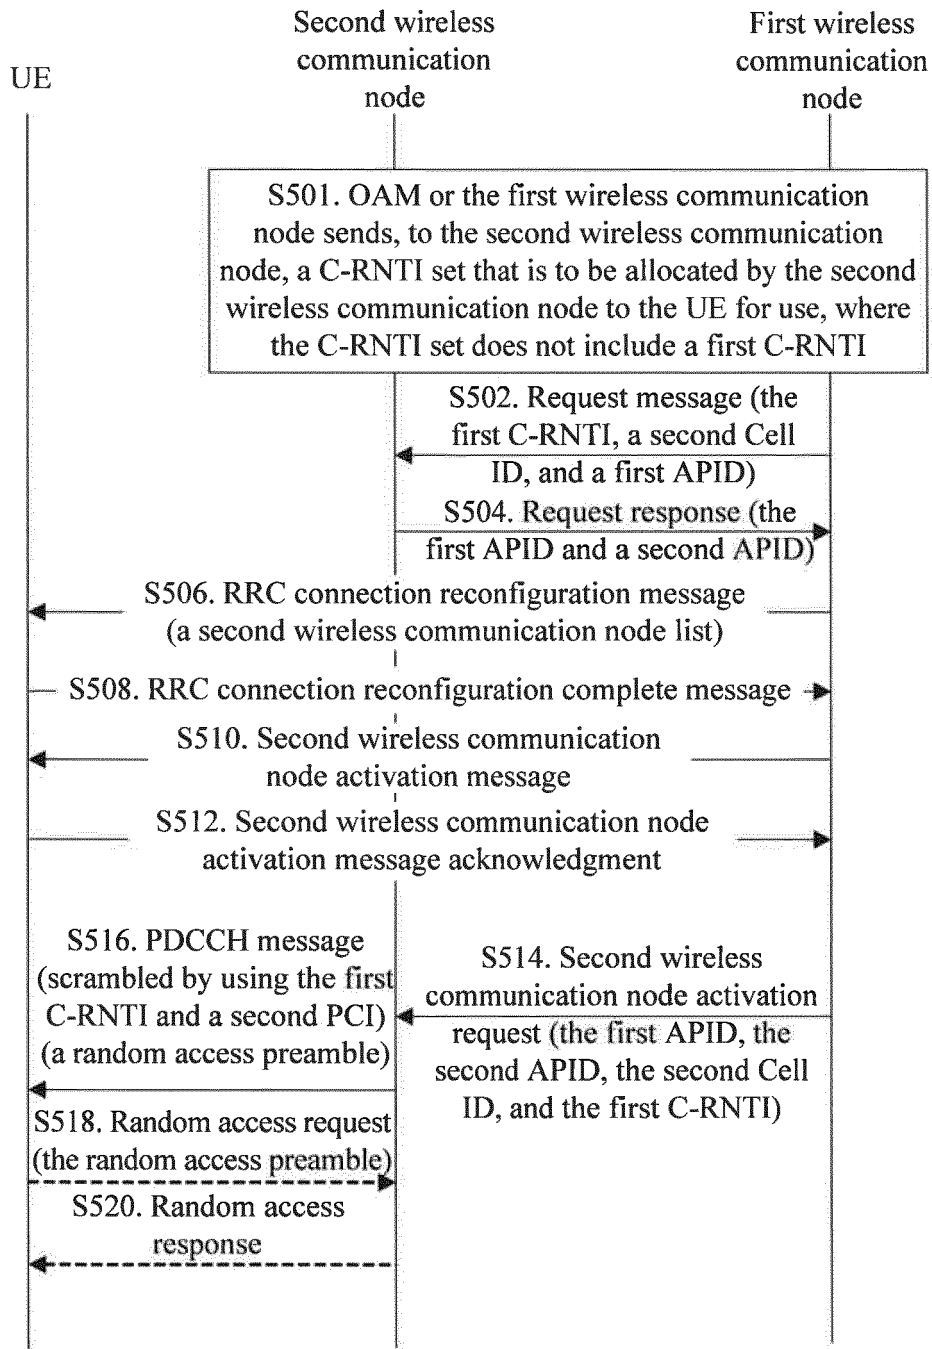 UE
Second wireless
communication
node
First wireless
communication
node
S501. OAM or the first wireless communication
node sends, to the second wireless communication
node, a C-RNTI set that is to be allocated by the second
wireless communication node to the UE for use, where
the C-RNTI set does not include a first C-RNTI
S502. Request message (the
first C-RNTI, a second Cell
ID, and a first APID)
S504. Request response (the
first APID and a second APID)
S506. RRC connection reconfiguration message
(a second wireless communication node list)
S508. RRC connection reconfiguration complete message
S510. Second wireless communication
node activation message
S512. Second wireless communication node
activation message acknowledgment
S514. Second wireless
communication node activation
request (the first APID, the
second APID, the second Cell
ID, and the first C-RNTI)
S516. PDCCH message
(scrambled by using the first
C-RNTI and a second PCI)
(a random access preamble)
S518. Random access request
(the random access preamble)
S520. Random access
response